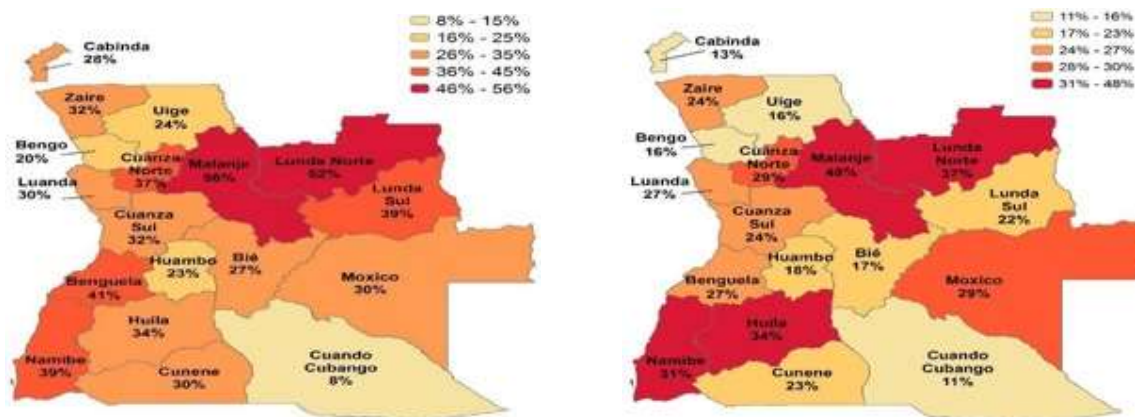 8% - 15%
16% - 25%
26% - 35%
36% - 45%
46% - 56%
Cabinda
28%
Zaire
32%
Uige
24%
Bengo
20%
Cuanza
Norte
37%
Malanje
56%
Lunda Norte
52%
Luanda
30%
Lunda
Sul
39%
Cuanza
Sul
32%
Huambo
23%
Bié
27%
Benguela
41%
Moxico
30%
Huila
34%
Namibe
39%
Cunene
30%
Cuando
Cubango
8%
11% - 16%
17% - 23%
24% - 27%
28% - 30%
31% - 48%
Cabinda
13%
Zaire
24%
Uige
16%
Bengo
16%
Cuanza
Norte
29%
Malanje
48%
Lunda
Norte
37%
Luanda
27%
Lunda
Sul
22%
Cuanza
Sul
24%
Huambo
18%
Bié
17%
Benguela
27%
Moxico
29%
Huila
34%
Namibe
31%
Cunene
23%
Cuando
Cubango
11%